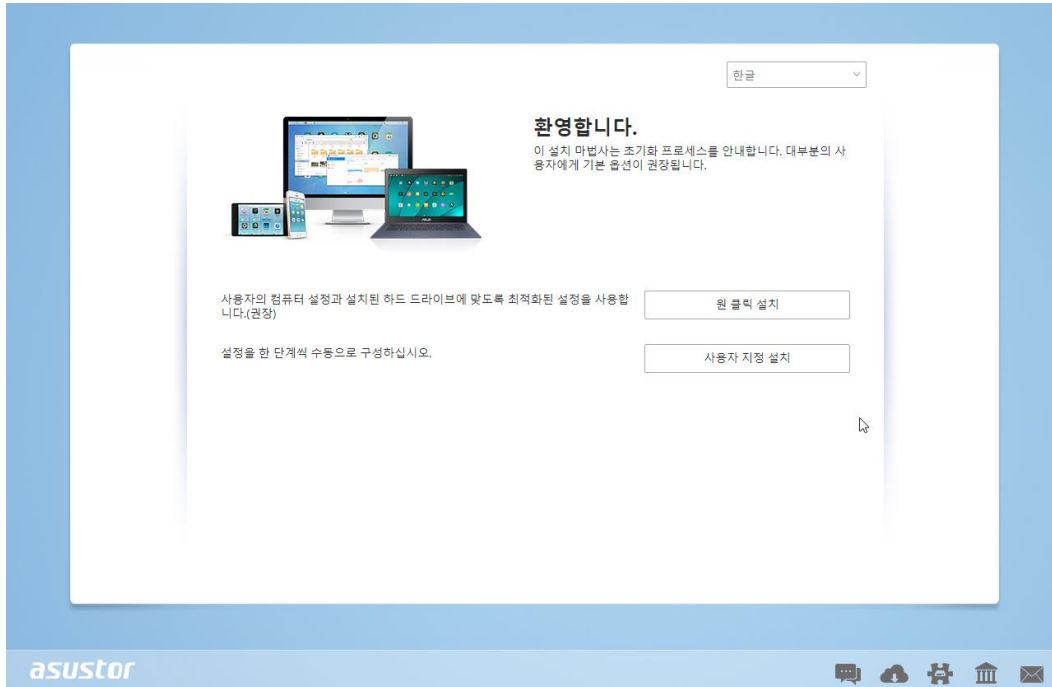 한글
환영합니다.
이 설치 마법사는 초기화 프로세스를 안내합니다. 대부분의 사
용자에게 기본 옵션이 권장됩니다.
사용자의 컴퓨터 설정과 설치된 하드 드라이브에 맞도록 최적화된 설정을 사용합
니다.(권장)
원 클릭 설치
설정을 한 단계씩 수동으로 구성하십시오.
사용자 지정 설치
asustor